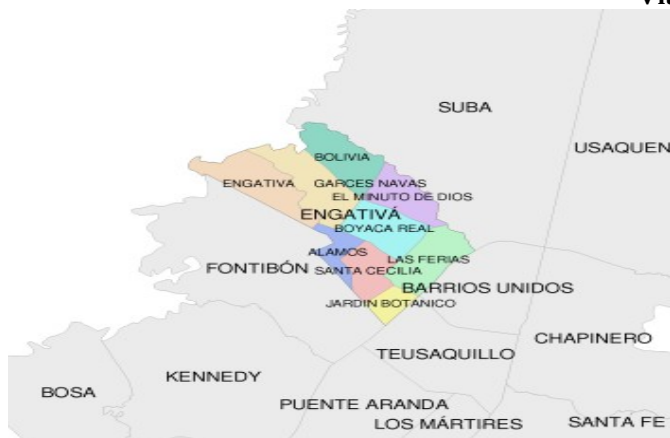 SUBA
USAQUEN
BOLIVIA
ENGATIVA
GARCES NAVAS
EL MINUTO DE DIOS
ENGATIVÁ
BOYACA REAL
ALAMOS
LAS FERIAS
FONTIBÓN
SANTA CECILIA
BARRIOS UNIDOS
JARDIN BOTANICO
CHAPINERO
TEUSAQUILLO
KENNEDY
BOSA
PUENTE ARANDA
LOS MÁRTIRES
SANTA FE